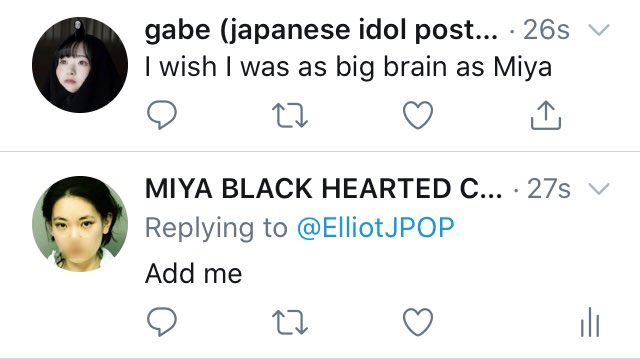 gabe (japanese idol post... · 26s
I wish I was as big brain as Miya
MIYA BLACK HEARTED C... · 27s
Replying to @ElliotJPOP
Add me